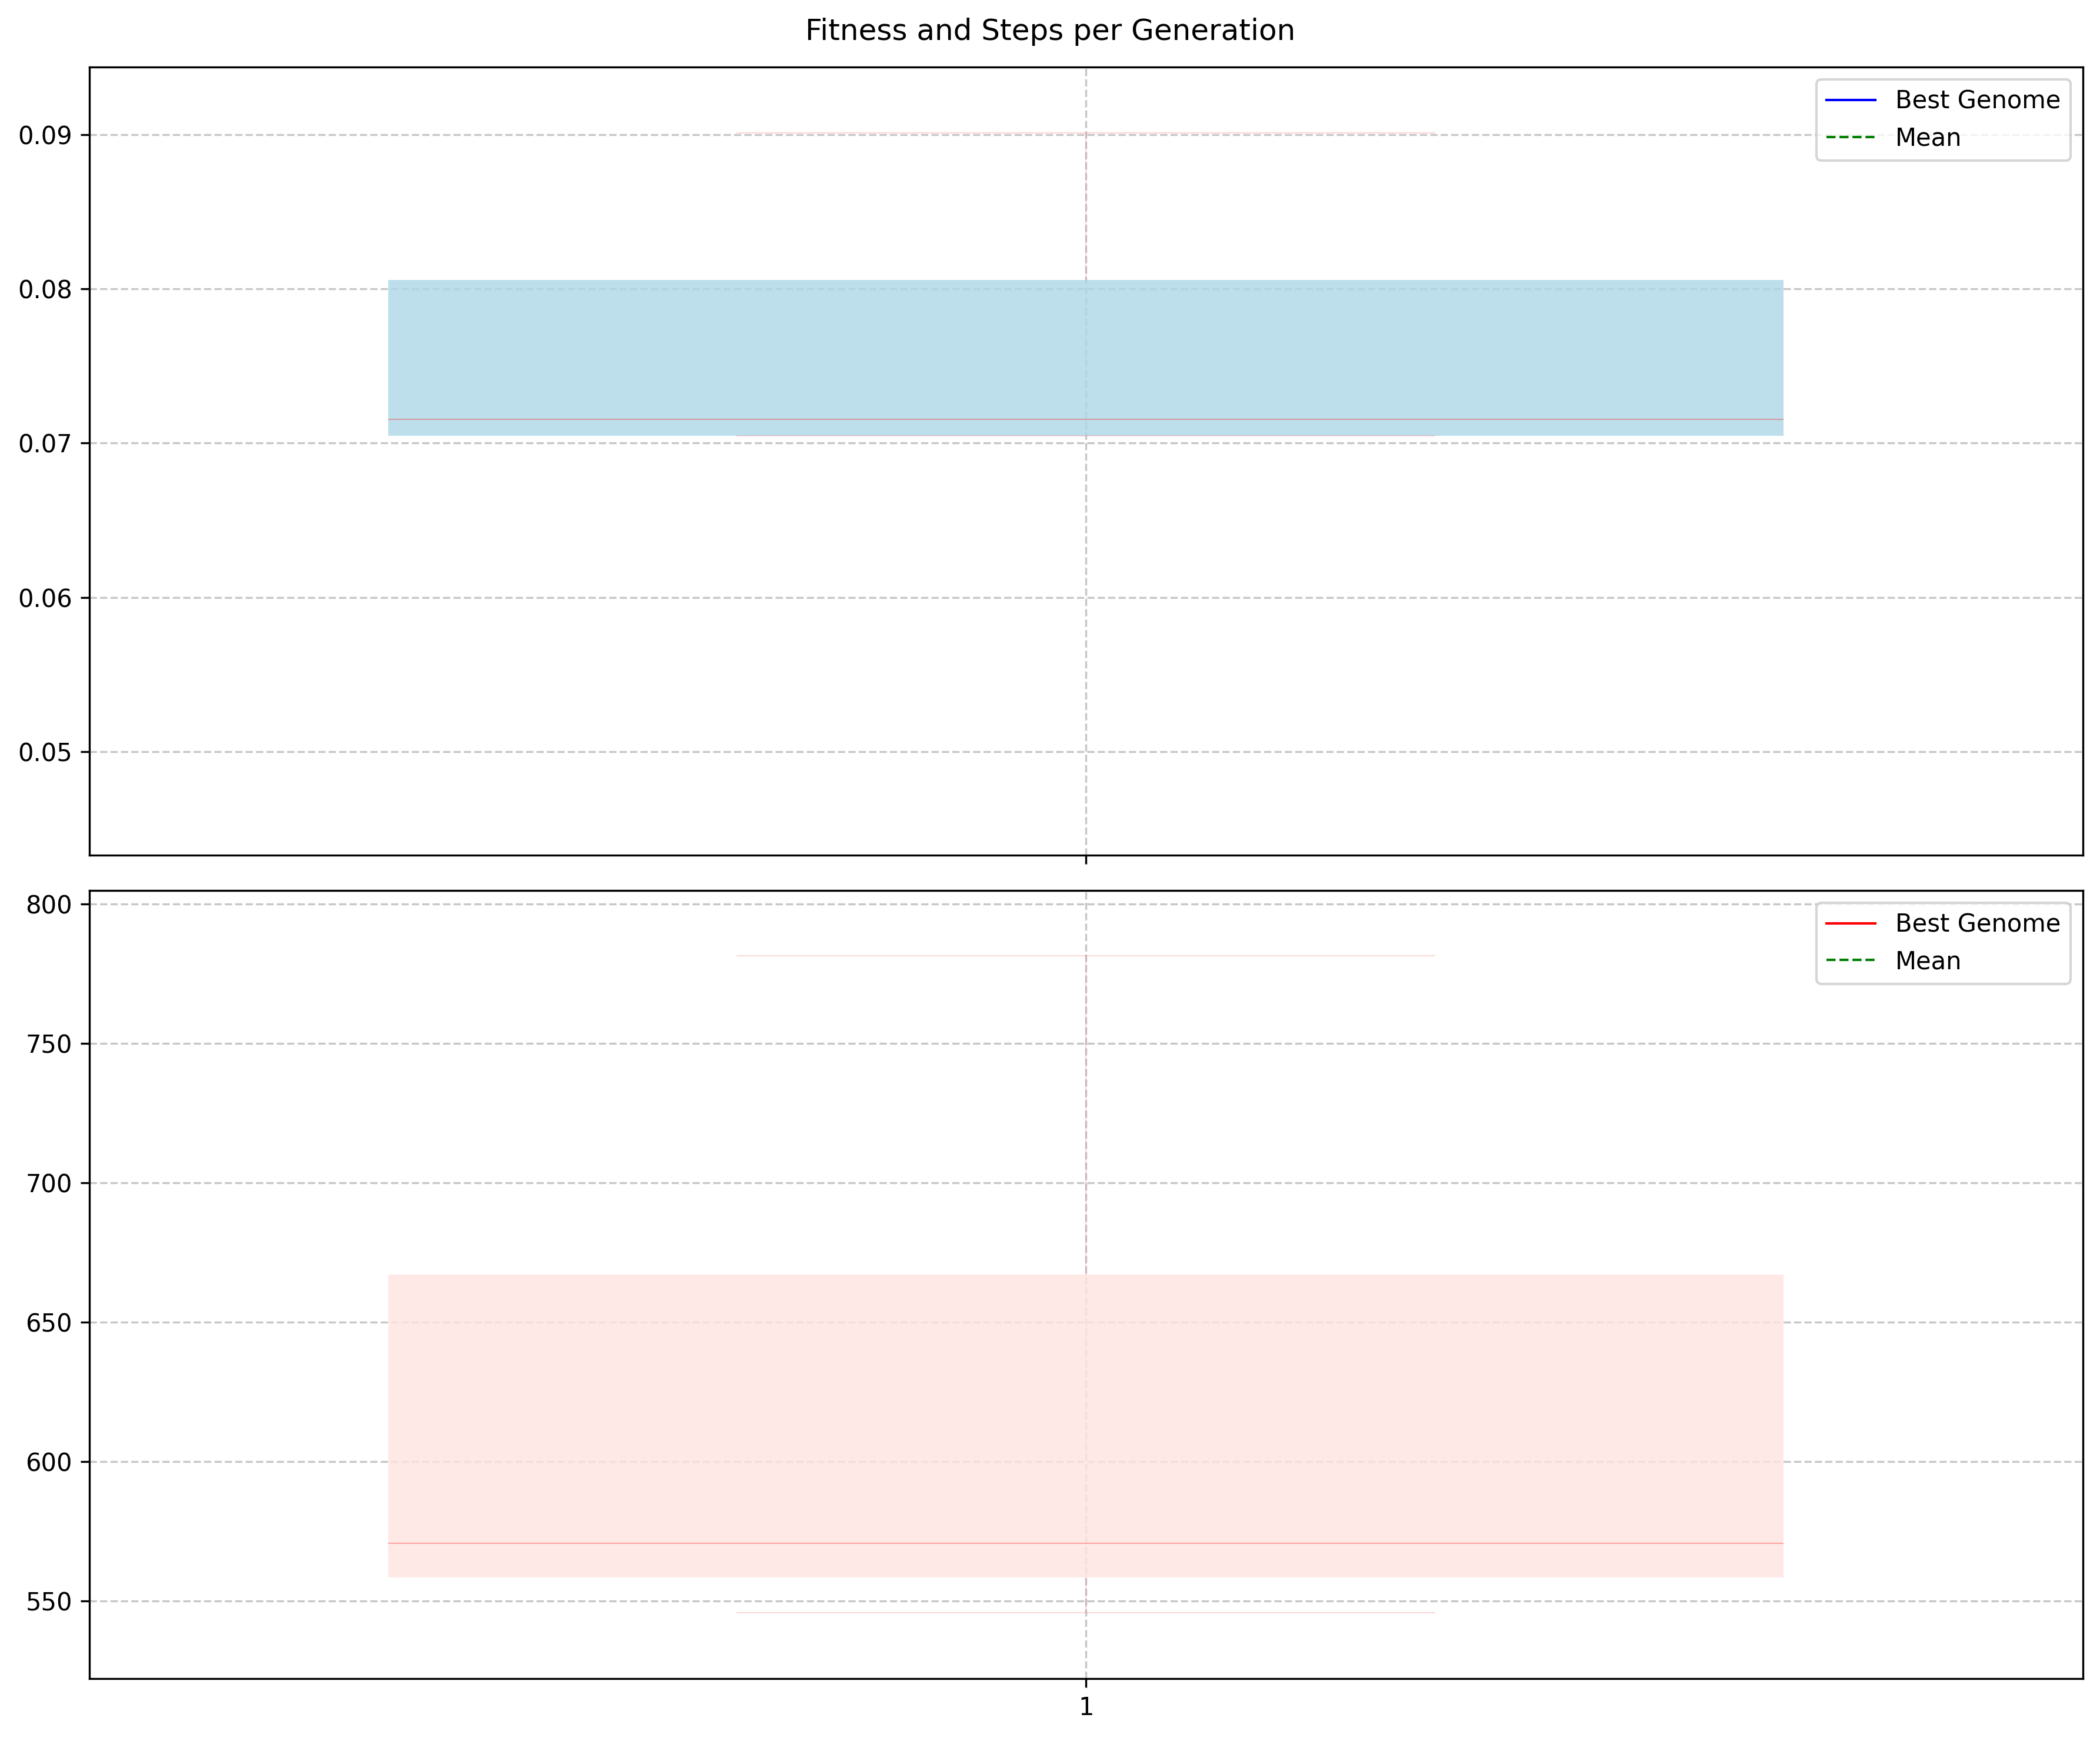 Fitness and Steps per Generation
0.09
0.08
0.07
0.06
0.05
Best Genome
Mean
800
750
700
650
600
550
Best Genome
Mean
1